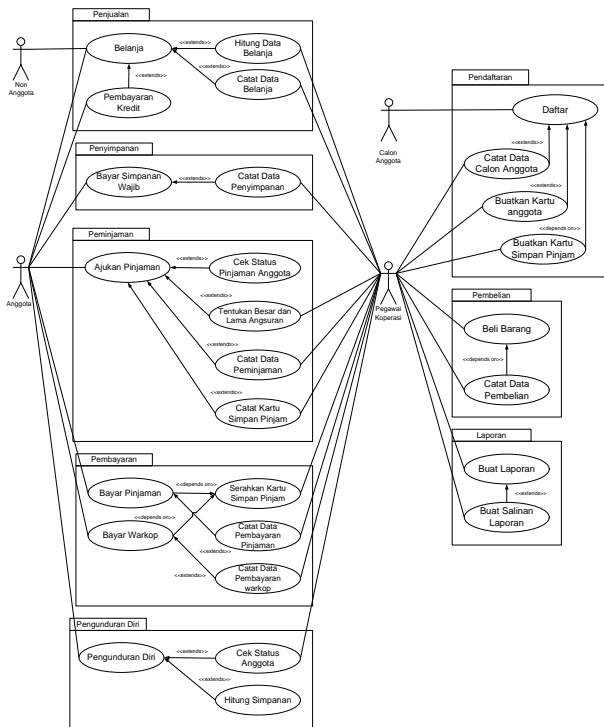 Penjualan
Belanja
<<extends>>
Hitung Data
Belanja
<<extends>>
Catat Data
Belanja
<<extends>>
Pembayaran
Kredit
Non
Anggota
Penyimpanan
Bayar Simpanan
Wajib
<<extends>>
Catat Data
Penyimpanan
Peminjaman
Ajukan Pinjaman
<<extends>>
Cek Status
Pinjaman Anggota
<<extends>>
Tentukan Besar dan
Lama Angsuran
<<extends>>
Catat Data
Peminjaman
<<extends>>
Catat Kartu
Simpan Pinjam
Anggota
Pembayaran
Bayar Pinjaman
<<depends on>>
Serahkan Kartu
Simpan Pinjam
Bayar Warkop
<<depends on>>
Catat Data
Pembayaran
Pinjaman
<<extends>>
Catat Data
Pembayaran
warkop
<<extends>>
Pengunduran Diri
Pengunduran Diri
<<extends>>
Cek Status
Anggota
<<extends>>
Hitung Simpanan
Pegawai
Koperasi
Calon
Anggota
Pendaftaran
Daftar
<<extends>>
Catat Data
Calon Anggota
<<extends>>
Buatkan Kartu
anggota
<<depends on>>
Buatkan Kartu
Simpan Pinjam
Pembelian
Beli Barang
<<depends on>>
Catat Data
Pembelian
Laporan
Buat Laporan
<<extends>>
Buat Salinan
Laporan